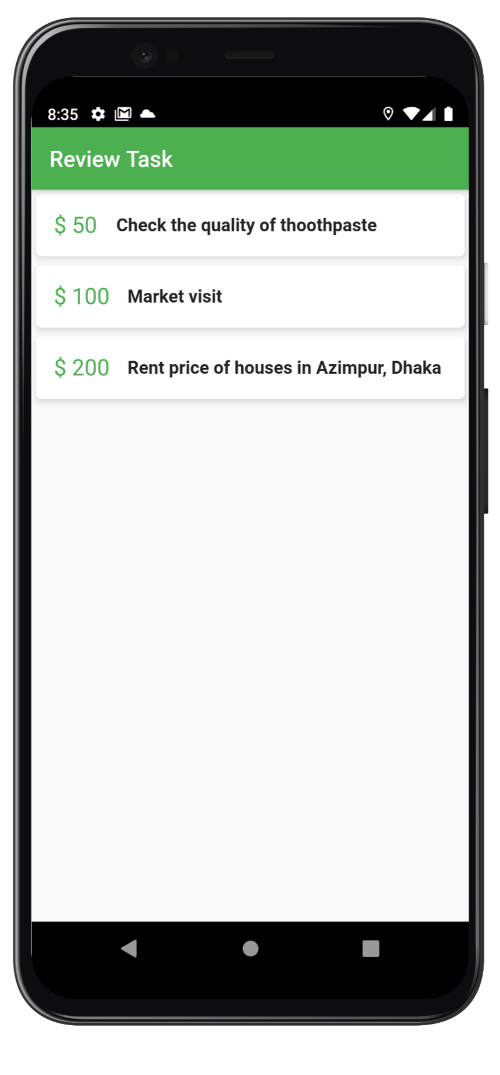 8:35
Review Task
$ 50 Check the quality of thoothpaste
$ 100 Market visit
$ 200 Rent price of houses in Azimpur, Dhaka